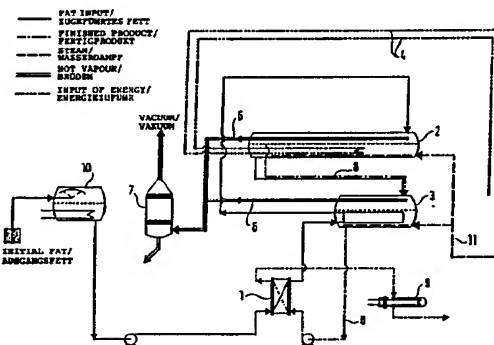 FAT INPUT/
ZUGEFÜHRTES FETT
FINISHED PRODUCT/
FERTIGPRODUKT
STEAM/
WASSERDAMPF
HOT VAPOUR/
BRÜDEN
INPUT OF ENERGY/
ENERGIEZUFUHR
4
VACUUM/
VAKUUM
6
2
10
8
7
3
6
INITIAL FAT/
AUSGANGSFETT
11
1
9
8